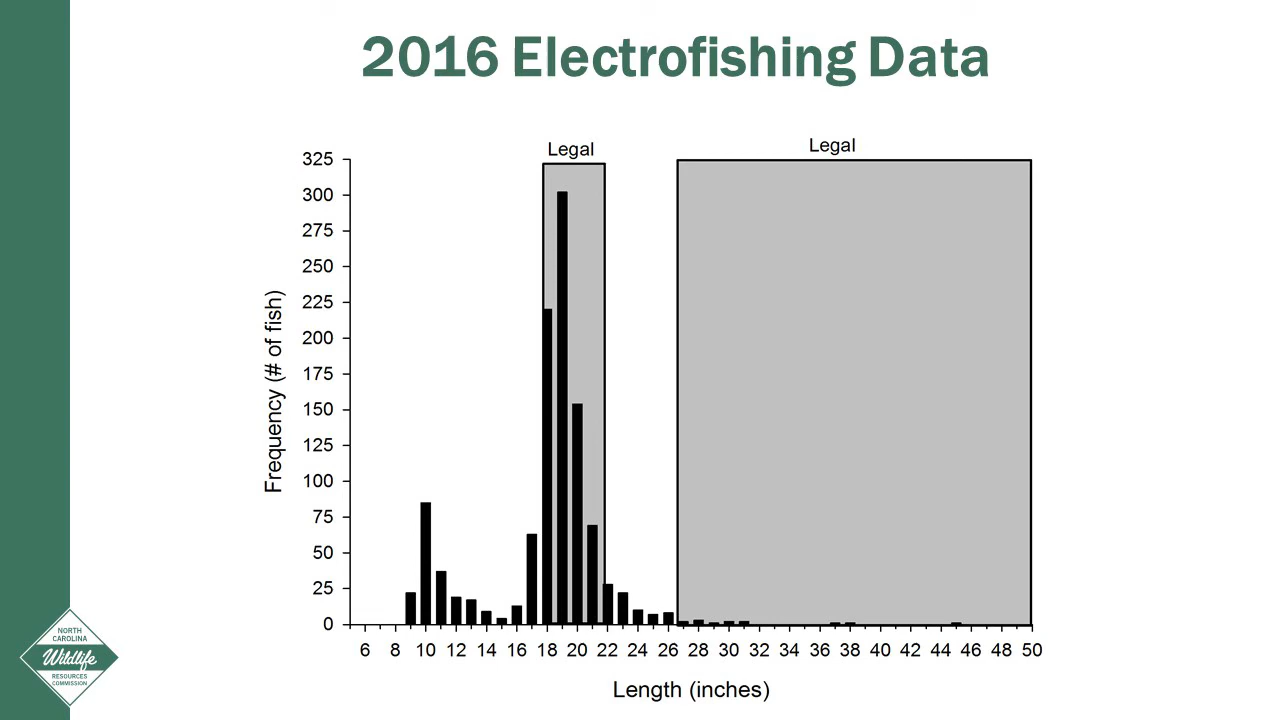 2016 Electrofishing Data
Legal
Legal
325
300
275
250
225
200
175
150
125
100
75
50
25
0
Frequency (# of fish)
6 8 10 12 14 16 18 20 22 24 26 28 30 32 34 36 38 40 42 44 46 48 50
Length (inches)
NORTH
CAROLINA
Wildlife
RESOURCES
COMMISSION